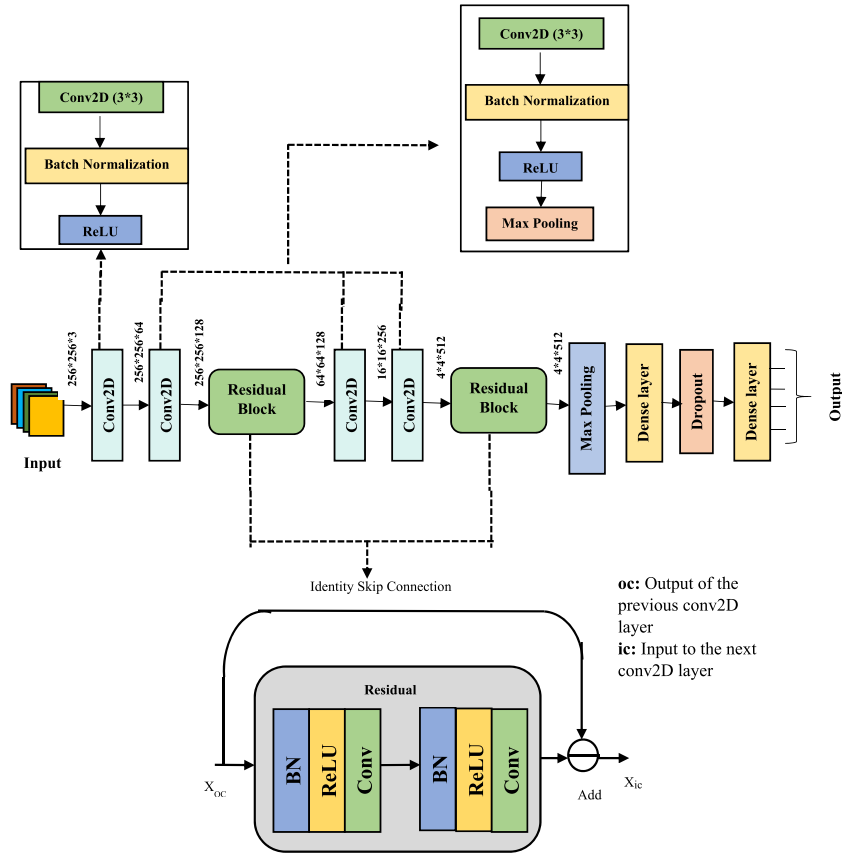 Conv2D (3*3)
Batch Normalization
ReLU
Max Pooling
Conv2D (3*3)
Batch Normalization
ReLU
256*256*3
256*256*64
256*256*128
64*64*128
16*16*256
4*4*512
4*4*512
Input
Conv2D
Conv2D
Residual
Block
Conv2D
Conv2D
Residual
Block
Max Pooling
Dense layer
Dropout
Dense layer
Output
Identity Skip Connection
oc: Output of the
previous conv2D
layer
ic: Input to the next
conv2D layer
Residual
BN
ReLU
Conv
BN
ReLU
Conv
XOC
Add
Xic